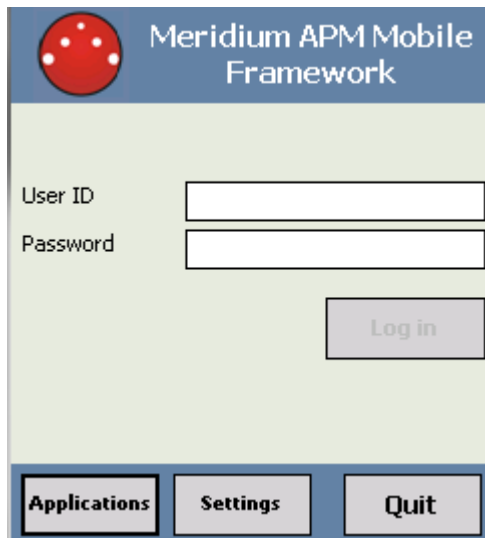 Meridium APM Mobile
Framework
User ID
Password
Log in
Applications Settings Quit